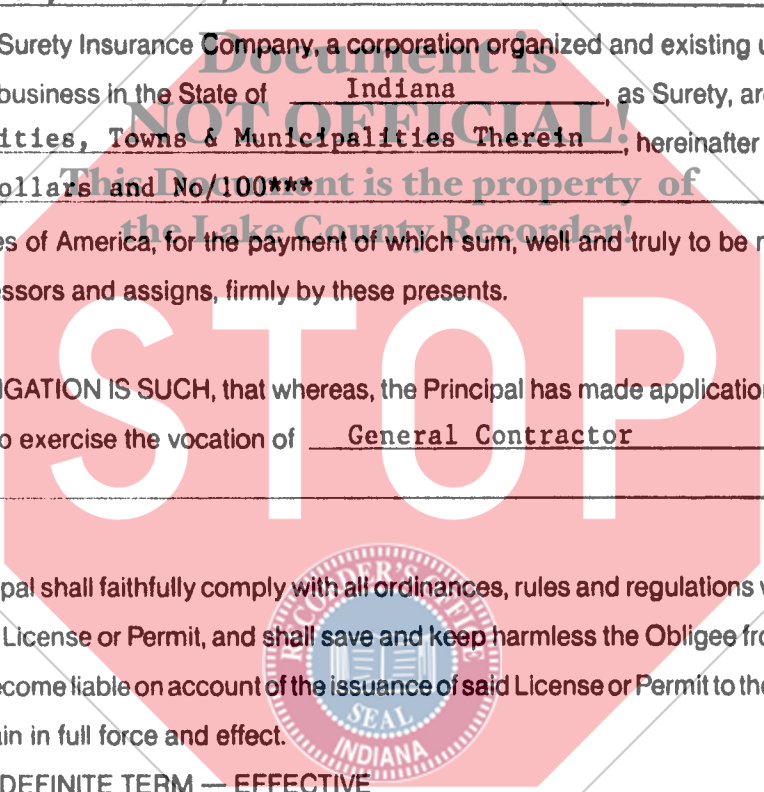 Surety Insurance Company, a corporation organized and existing u
Document is
business in the State of Indiana, as Surety, are
NOT OFFICIAL!
ities, Towns & Municipalities Therein, hereinafter
This Document is the property of
ollars and No/100***
the Lake County Recorder!
es of America, for the payment of which sum, well and truly to be m
essors and assigns, firmly by these presents.
STOP
IGATION IS SUCH, that whereas, the Principal has made application
o exercise the vocation of General Contractor
pal shall faithfully comply with all ordinances, rules and regulations
License or Permit, and shall save and keep harmless the Obligee fro
ecome liable on account of the issuance of said License or Permit to the
RECORDER'S OFFICE
SEAL
INDIANA
in in full force and effect.
DEFINITE TERM — EFFECTIVE